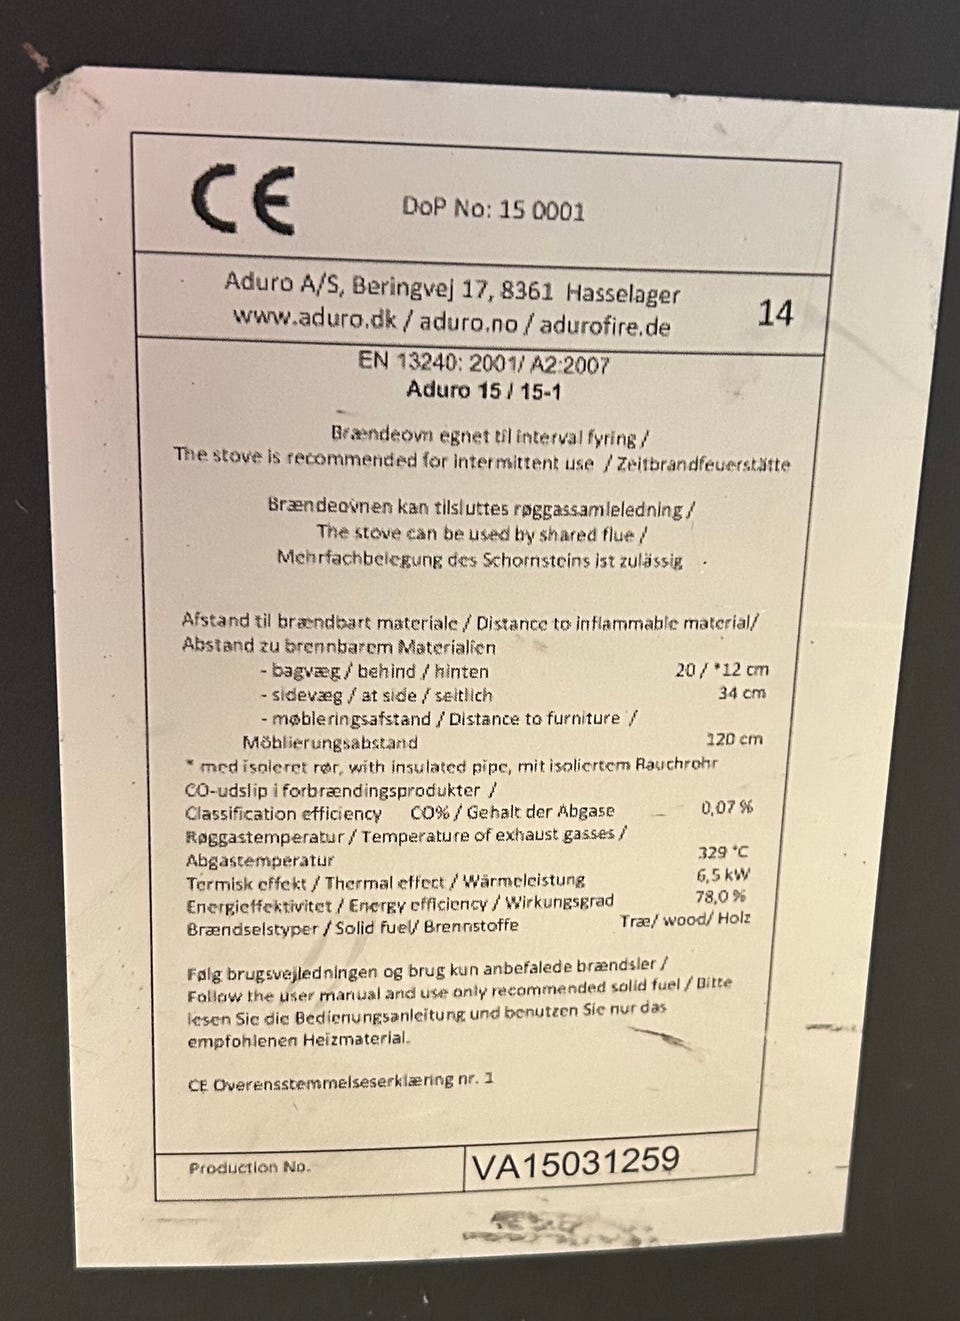 CE DoP No: 15 0001
Aduro A/S, Beringvej 17, 8361 Hasselager
www.aduro.dk / aduro.no / adurofire.de
14
EN 13240: 2001/ A2:2007
Aduro 15 / 15-1
Brændeovn egnet til interval fyring /
The stove is recommended for intermittent use / Zeitbrandfeuerstätte
Brændeovnen kan tilsluttes røggassamleledning /
The stove can be used by shared flue /
Mehrfachbelegung des Schornsteins ist zulässig
Afstand til brændbart materiale / Distance to inflammable material/
Abstand zu brennbarem Materialien
- bagvæg / behind / hinten 20 / *12 cm
- sidevæg / at side / seitlich 34 cm
- møbleringsafstand / Distance to furniture /
Möblierungsabstand 120 cm
* med isoleret rør, with insulated pipe, mit isoliertem Rauchrohr
CO-udslip i forbrændingsprodukter /
Classification efficiency CO% / Gehalt der Abgase 0,07 %
Røggastemperatur / Temperature of exhaust gasses /
Abgastemperatur 329 °C
Termisk effekt / Thermal effect / Wärmeleistung 6,5 kW
Energieffektivitet / Energy efficiency / Wirkungsgrad 78,0 %
Brændselstyper / Solid fuel/ Brennstoffe Træ/ wood/ Holz
Følg brugsvejledningen og brug kun anbefalede brændsler /
Follow the user manual and use only recommended solid fuel / Bitte
lesen Sie die Bedienungsanleitung und benutzen Sie nur das
empfohlenen Heizmaterial.
CE Overensstemmelseserklæring nr. 1
Production No. VA15031259